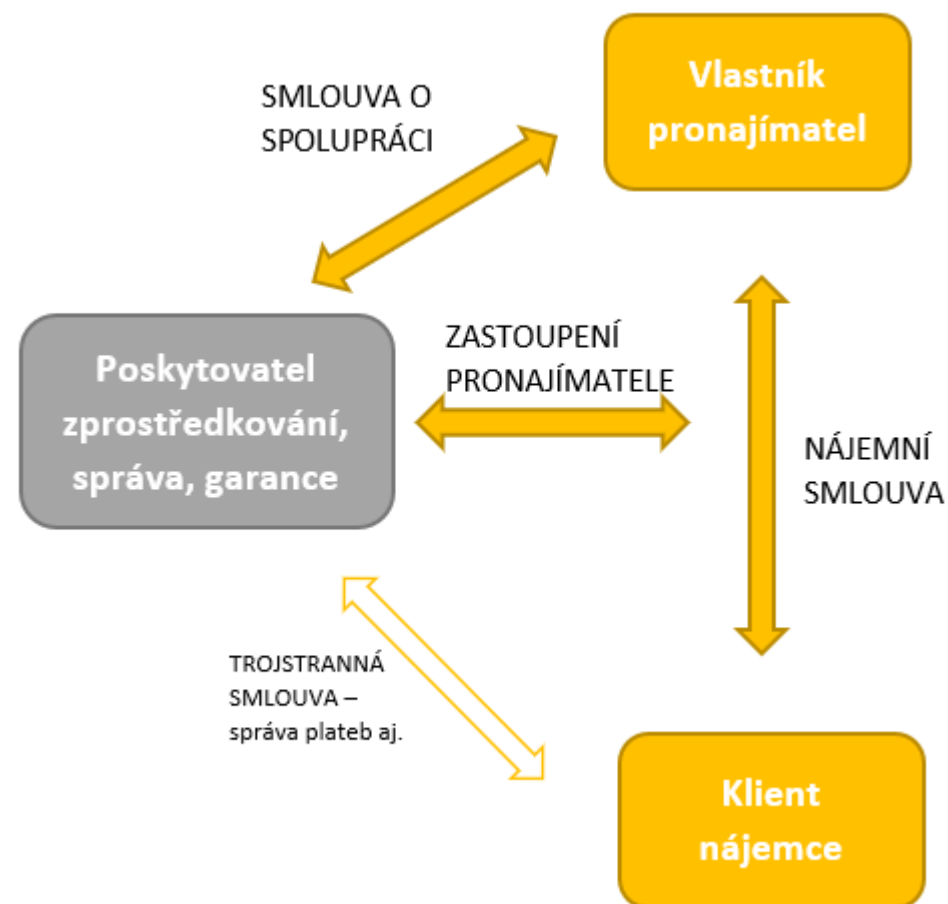 SMLOUVA O
SPOLUPRÁCI
Vlastník
pronajímatel
Poskytovatel
zprostředkování,
správa, garance
ZASTOUPENÍ
PRONAJÍMATELE
NÁJEMNÍ
SMLOUVA
TROJSTRANNÁ
SMLOUVA –
správa plateb aj.
Klient
nájemce